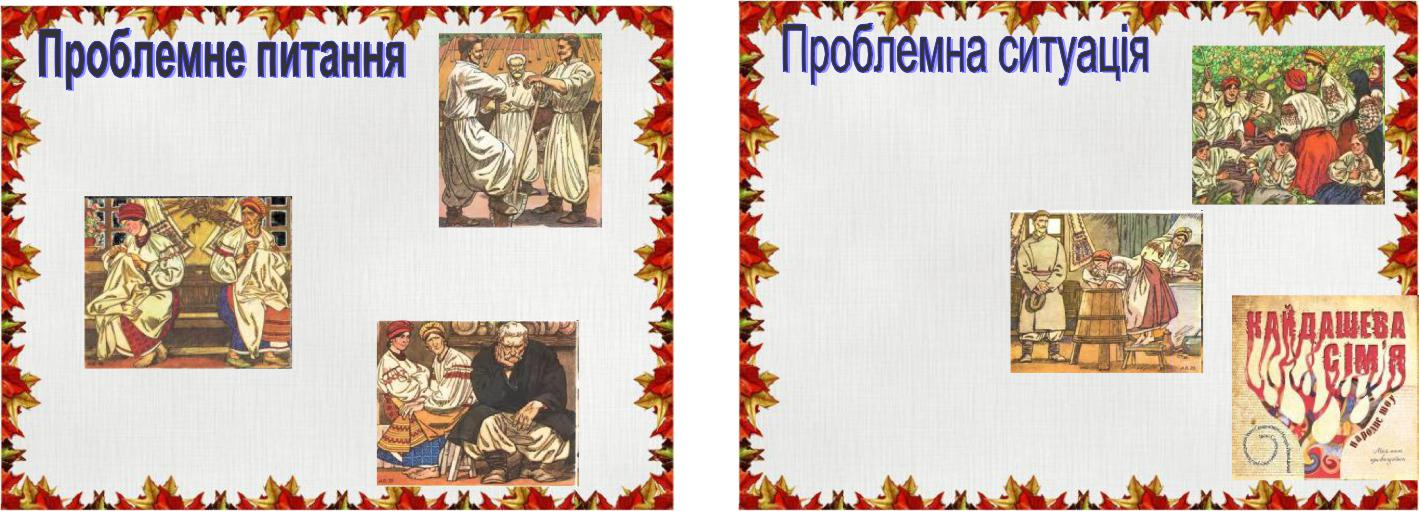 Проблемне питання
Проблемна ситуація
КАЙДАШЕВА
СІМ'Я
народне шоу